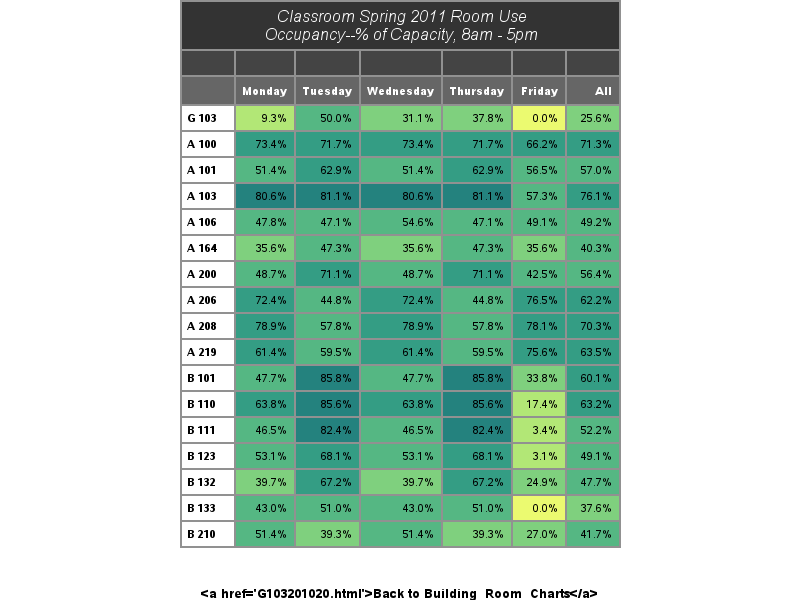 Classroom Spring 2011 Room Use
Occupancy--% of Capacity, 8am - 5pm
Monday Tuesday Wednesday Thursday Friday All
G 103 9.3% 50.0% 31.1% 37.8% 0.0% 25.6%
A 100 73.4% 71.7% 73.4% 71.7% 66.2% 71.3%
A 101 51.4% 62.9% 51.4% 62.9% 56.5% 57.0%
A 103 80.6% 81.1% 80.6% 81.1% 57.3% 76.1%
A 106 47.8% 47.1% 54.6% 47.1% 49.1% 49.2%
A 164 35.6% 47.3% 35.6% 47.3% 35.6% 40.3%
A 200 48.7% 71.1% 48.7% 71.1% 42.5% 56.4%
A 206 72.4% 44.8% 72.4% 44.8% 76.5% 62.2%
A 208 78.9% 57.8% 78.9% 57.8% 78.1% 70.3%
A 219 61.4% 59.5% 61.4% 59.5% 75.6% 63.5%
B 101 47.7% 85.8% 47.7% 85.8% 33.8% 60.1%
B 110 63.8% 85.6% 63.8% 85.6% 17.4% 63.2%
B 111 46.5% 82.4% 46.5% 82.4% 3.4% 52.2%
B 123 53.1% 68.1% 53.1% 68.1% 3.1% 49.1%
B 132 39.7% 67.2% 39.7% 67.2% 24.9% 47.7%
B 133 43.0% 51.0% 43.0% 51.0% 0.0% 37.6%
B 210 51.4% 39.3% 51.4% 39.3% 27.0% 41.7%
<a href='G103201020.html'>Back to Building_Room_Charts</a>